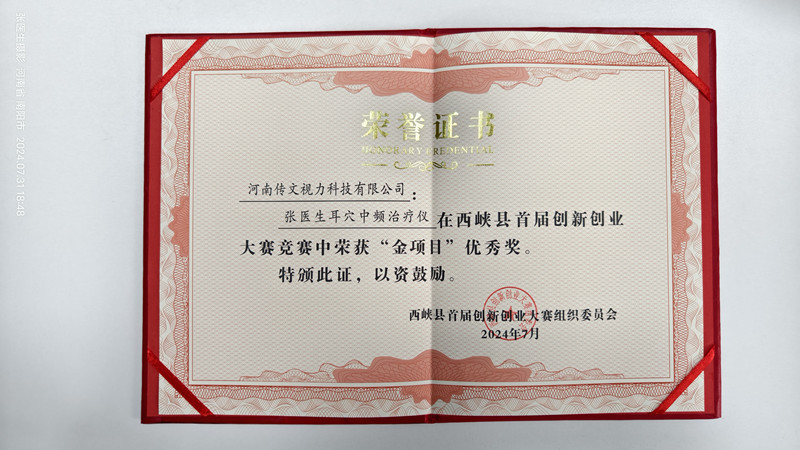 荣誉证书
HONORARY CREDENTIAL
河南传文视力科技有限公司：
张医生耳穴中频治疗仪 在西峡县首届创新创业
大赛竞赛中荣获“金项目”优秀奖。
特颁此证，以资鼓励。
西峡县首届创新创业大赛组织委员会
2024年7月